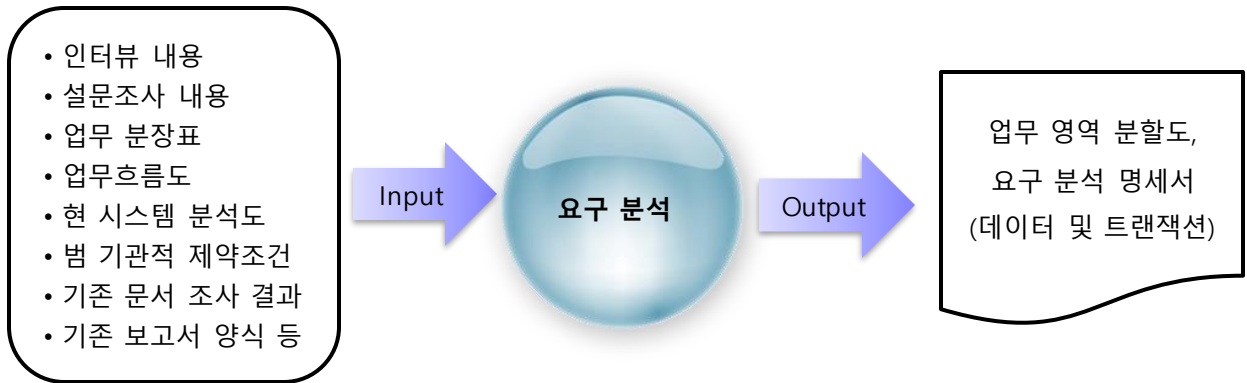 • 인터뷰 내용
• 설문조사 내용
• 업무 분장표
• 업무흐름도
• 현 시스템 분석도
• 범 기관적 제약조건
• 기존 문서 조사 결과
• 기존 보고서 양식 등
Input
요구 분석
Output
업무 영역 분할도,
요구 분석 명세서
(데이터 및 트랜잭션)